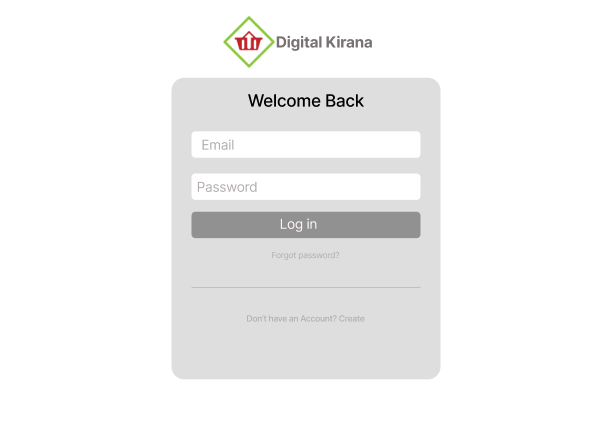 Digital Kirana
Welcome Back
Email
Password
Log in
Forgot password?
Don't have an Account? Create